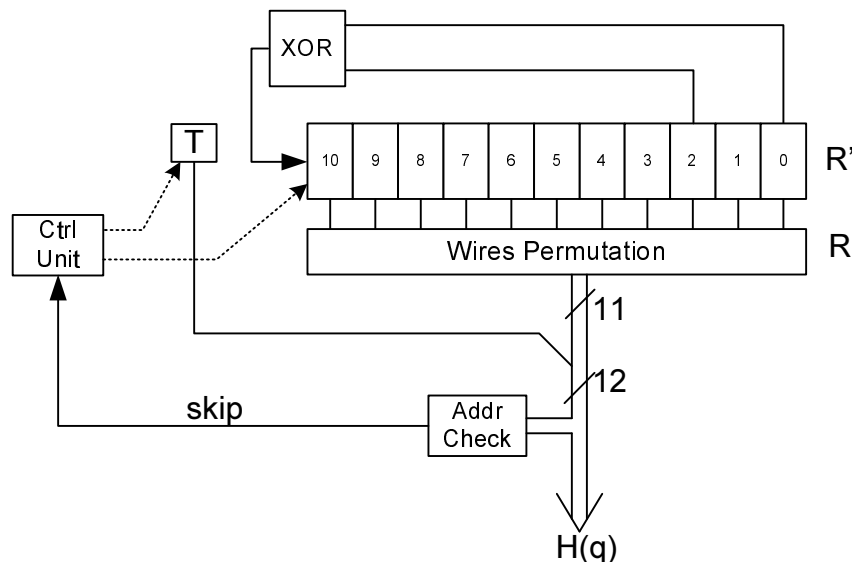 XOR
T
10 9 8 7 6 5 4 3 2 1 0
R'
Ctrl
Unit
Wires Permutation
R
11
12
skip
Addr
Check
H(q)